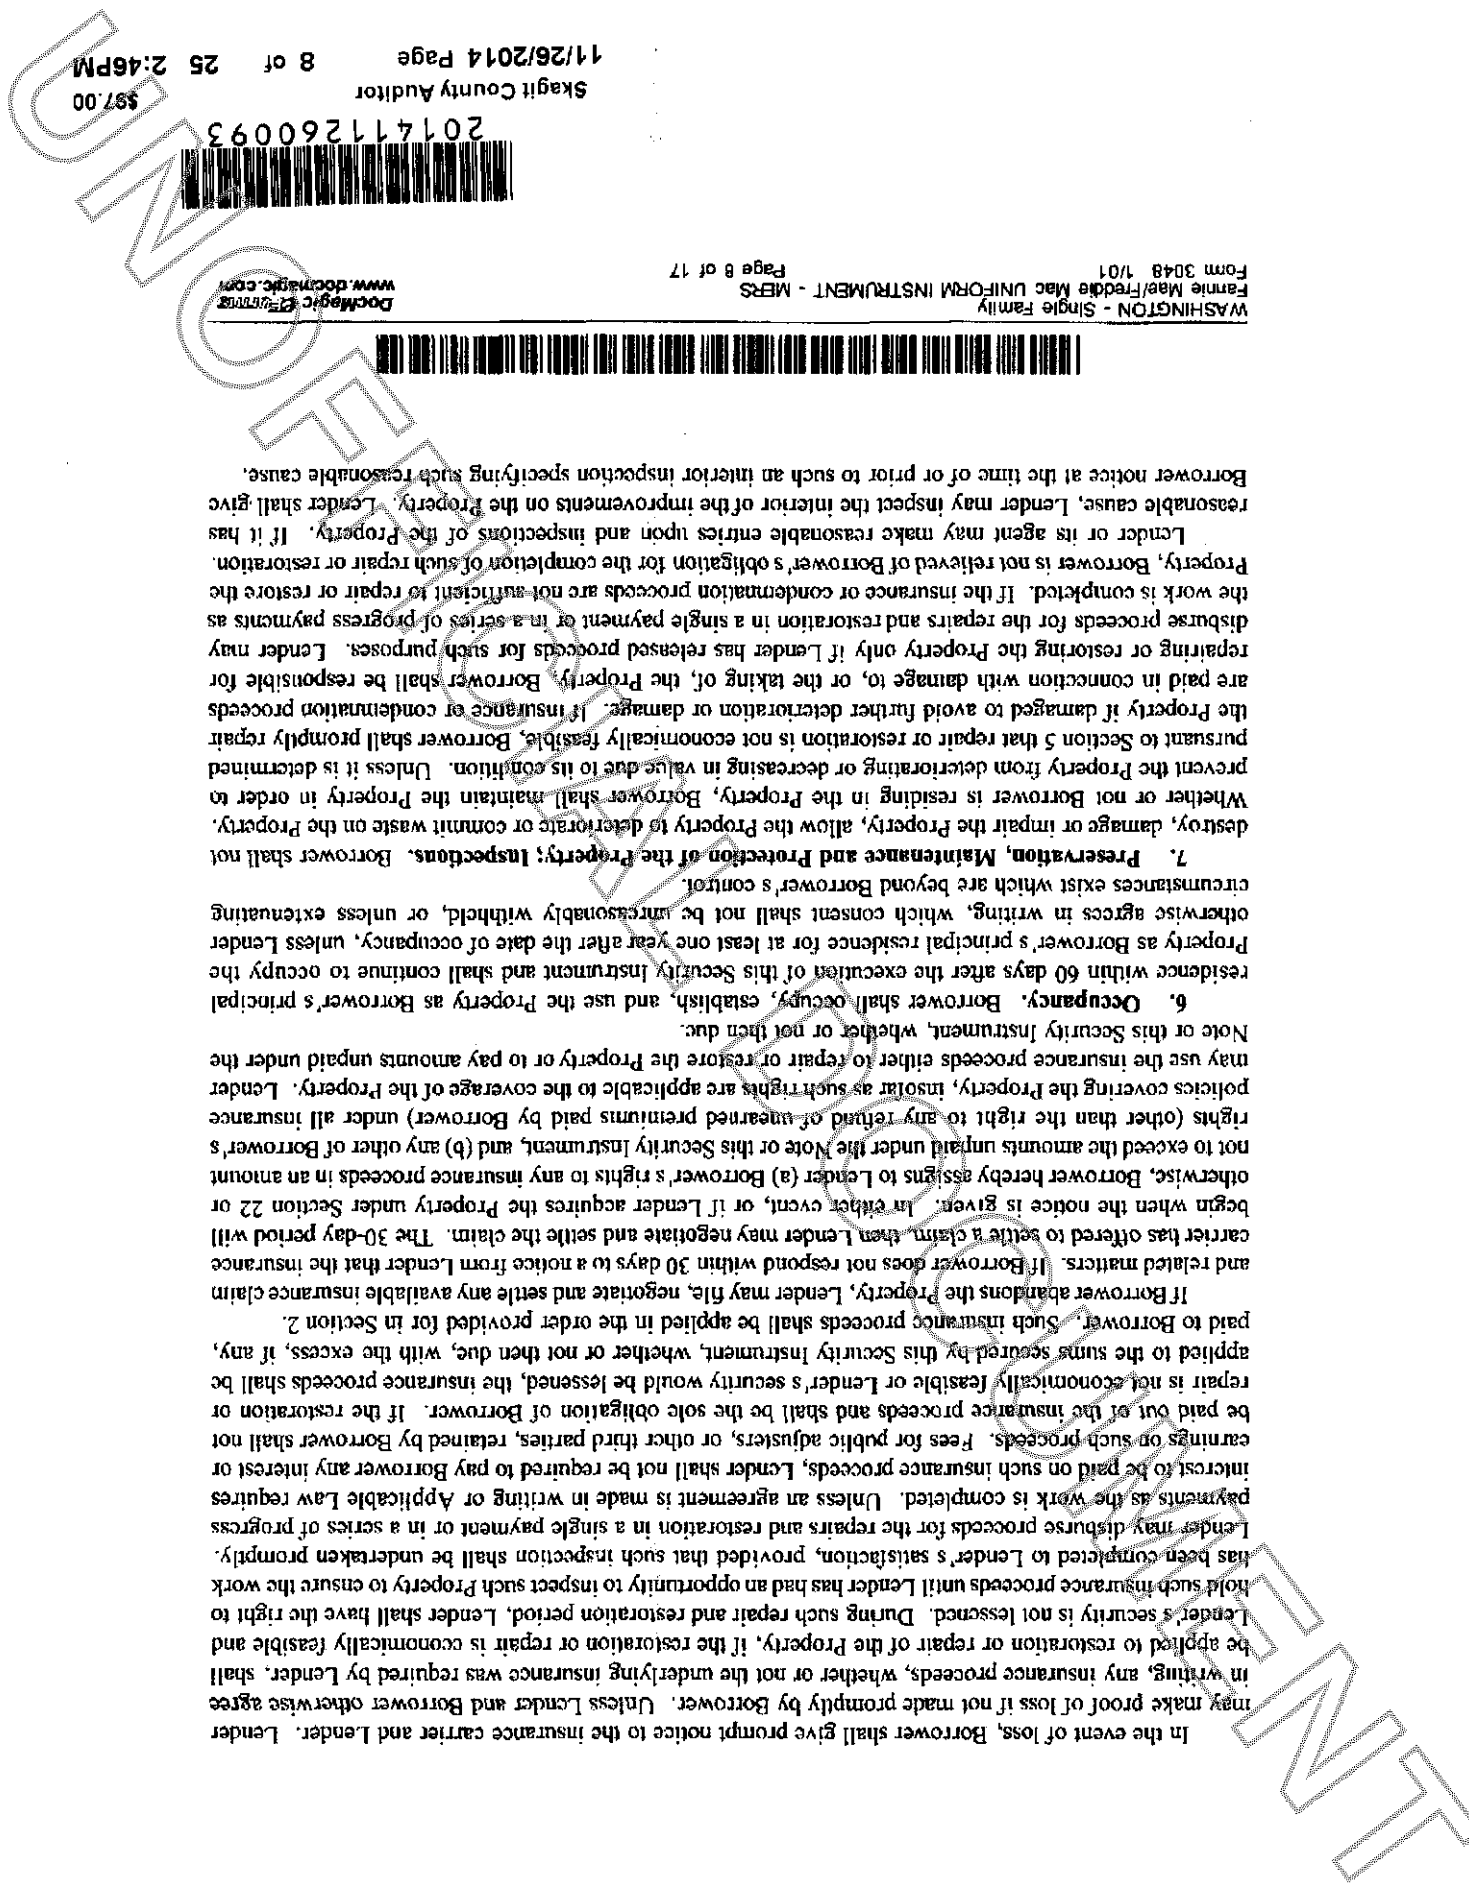 In the event of loss, Borrower shall give prompt notice to the insurance carrier and Lender. Lender
may make proof of loss if not made promptly by Borrower. Unless Lender and Borrower otherwise agree
in writing, any insurance proceeds, whether or not the underlying insurance was required by Lender, shall
be applied to restoration or repair of the Property, if the restoration or repair is economically feasible and
Lender's security is not lessened. During such repair and restoration period, Lender shall have the right to
hold such insurance proceeds until Lender has had an opportunity to inspect such Property to ensure the work
has been completed to Lender's satisfaction, provided that such inspection shall be undertaken promptly.
Lender may disburse proceeds for the repairs and restoration in a single payment or in a series of progress
payments as the work is completed. Unless an agreement is made in writing or Applicable Law requires
interest to be paid on such insurance proceeds, Lender shall not be required to pay Borrower any interest or
earnings on such proceeds. Fees for public adjusters, or other third parties, retained by Borrower shall not
be paid out of the insurance proceeds and shall be the sole obligation of Borrower. If the restoration or
repair is not economically feasible or Lender's security would be lessened, the insurance proceeds shall be
applied to the sums secured by this Security Instrument, whether or not then due, with the excess, if any,
paid to Borrower. Such insurance proceeds shall be applied in the order provided for in Section 2.
If Borrower abandons the Property, Lender may file, negotiate and settle any available insurance claim
and related matters. If Borrower does not respond within 30 days to a notice from Lender that the insurance
carrier has offered to settle a claim, then Lender may negotiate and settle the claim. The 30-day period will
begin when the notice is given. In either event, or if Lender acquires the Property under Section 22 or
otherwise, Borrower hereby assigns to Lender (a) Borrower's rights to any insurance proceeds in an amount
not to exceed the amounts unpaid under the Note or this Security Instrument, and (b) any other of Borrower's
rights (other than the right to any refund of unearned premiums paid by Borrower) under all insurance
policies covering the Property, insofar as such rights are applicable to the coverage of the Property. Lender
may use the insurance proceeds either to repair or restore the Property or to pay amounts unpaid under the
Note or this Security Instrument, whether or not then due.
6. Occupancy. Borrower shall occupy, establish, and use the Property as Borrower's principal
residence within 60 days after the execution of this Security Instrument and shall continue to occupy the
Property as Borrower's principal residence for at least one year after the date of occupancy, unless Lender
otherwise agrees in writing, which consent shall not be unreasonably withheld, or unless extenuating
circumstances exist which are beyond Borrower's control.
7. Preservation, Maintenance and Protection of the Property; Inspections. Borrower shall not
destroy, damage or impair the Property, allow the Property to deteriorate or commit waste on the Property.
Whether or not Borrower is residing in the Property, Borrower shall maintain the Property in order to
prevent the Property from deteriorating or decreasing in value due to its condition. Unless it is determined
pursuant to Section 5 that repair or restoration is not economically feasible, Borrower shall promptly repair
the Property if damaged to avoid further deterioration or damage. If insurance or condemnation proceeds
are paid in connection with damage to, or the taking of, the Property, Borrower shall be responsible for
repairing or restoring the Property only if Lender has released proceeds for such purposes. Lender may
disburse proceeds for the repairs and restoration in a single payment or in a series of progress payments as
the work is completed. If the insurance or condemnation proceeds are not sufficient to repair or restore the
Property, Borrower is not relieved of Borrower's obligation for the completion of such repair or restoration.
Lender or its agent may make reasonable entries upon and inspections of the Property. If it has
reasonable cause, Lender may inspect the interior of the improvements on the Property. Lender shall give
Borrower notice at the time of or prior to such an interior inspection specifying such reasonable cause.
WASHINGTON - Single Family
Fannie Mae/Freddie Mac UNIFORM INSTRUMENT - MERS
Form 3048 1/01
Page 8 of 17
DocMagic eForms
www.docmagic.com
201411260093
Skagit County Auditor
$97.00
11/26/2014 Page 8 of 25 2:46PM
UNOFFICIAL DOCUMENT